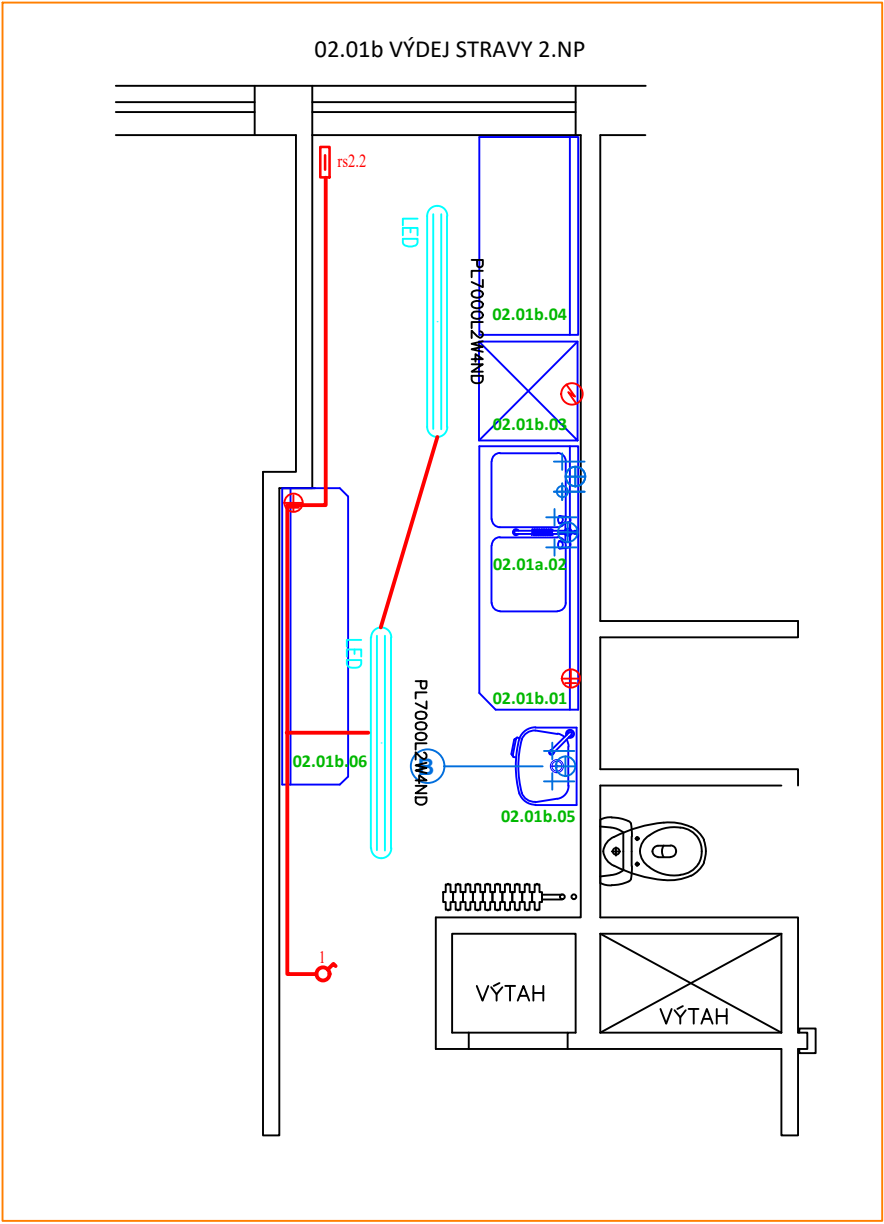 02.01b VÝDEJ STRAVY 2.NP
rs2.2
LED
PL7000L2W4ND
02.01b.04
02.01b.03
02.01a.02
LED
PL7000L2W4ND
02.01b.01
02.01b.06
02.01b.05
1
VÝTAH
VÝTAH